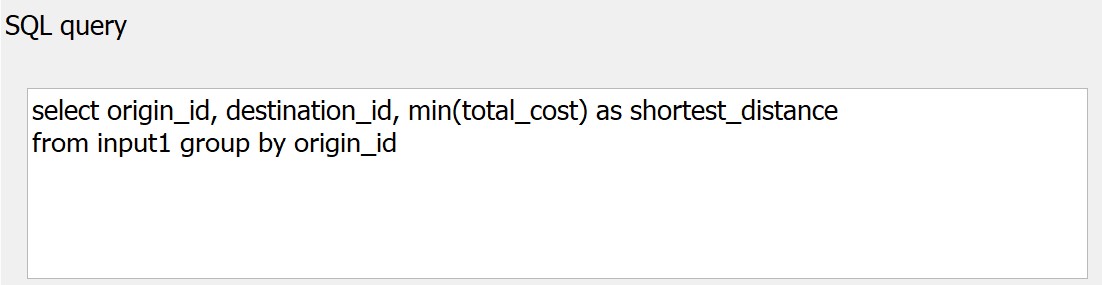 SQL query
select origin_id, destination_id, min(total_cost) as shortest_distance
from input1 group by origin_id